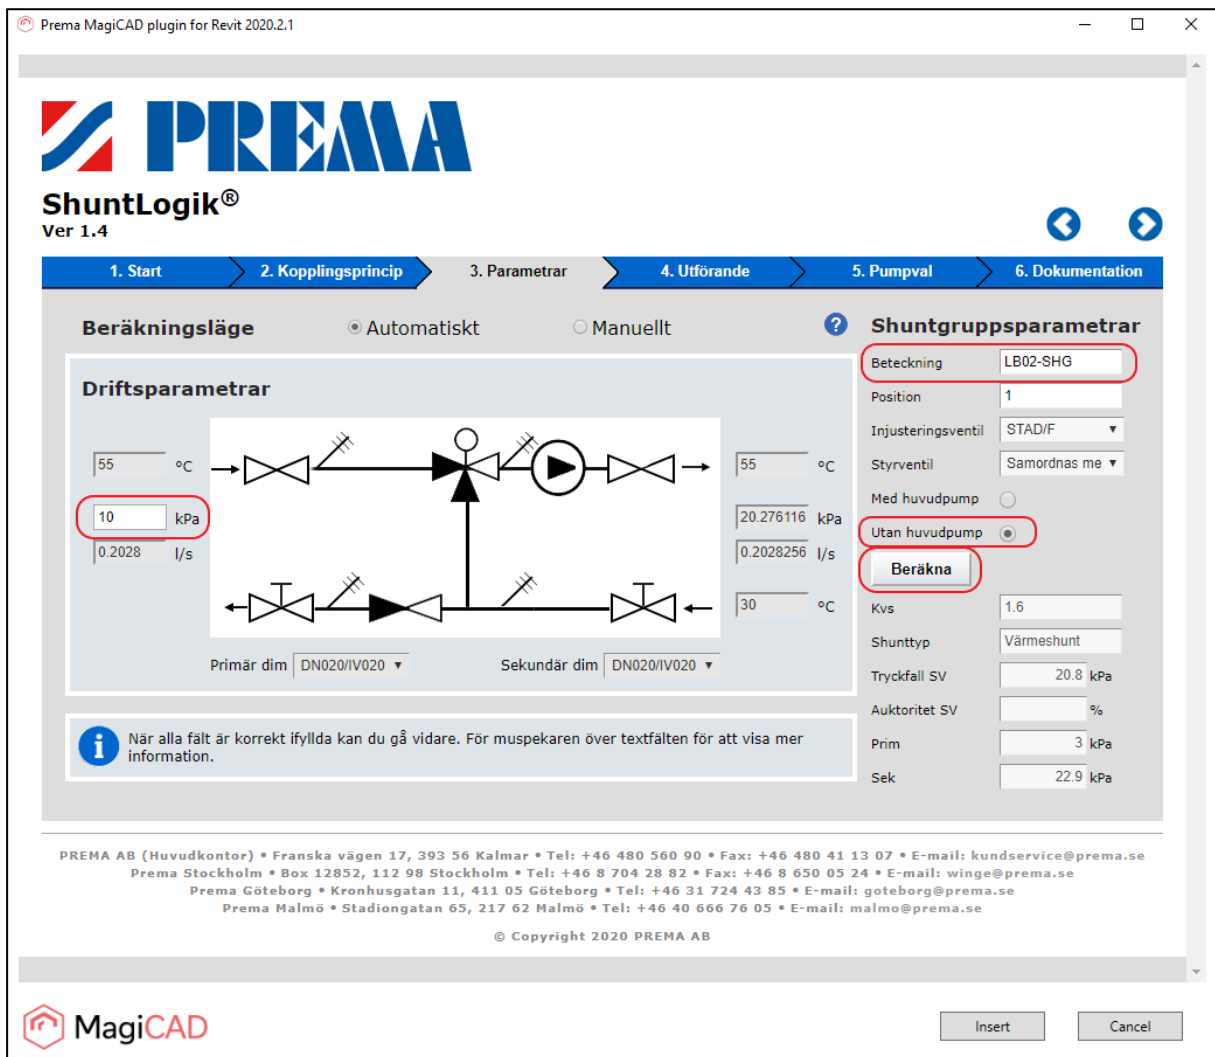 Prema MagiCAD plugin for Revit 2020.2.1
PREMA
ShuntLogik®
Ver 1.4
1. Start
2. Kopplingsprincip
3. Parametrar
4. Utförande
5. Pumpval
6. Dokumentation
Beräkningsläge
Automatiskt
Manuellt
?
Driftsparametrar
55 °C
10 kPa
0.2028 l/s
55 °C
20.276116 kPa
0.2028256 l/s
30 °C
Primär dim DN020/IV020
Sekundär dim DN020/IV020
i
När alla fält är korrekt ifyllda kan du gå vidare. För muspekaren över textfälten för att visa mer
information.
Shuntgruppsparametrar
Beteckning LB02-SHG
Position 1
Injusteringsventil STAD/F
Styrventil Samordnas me
Med huvudpump
Utan huvudpump
Beräkna
Kvs 1.6
Shunttyp Värmeshunt
Tryckfall SV 20.8 kPa
Auktoritet SV %
Prim 3 kPa
Sek 22.9 kPa
PREMA AB (Huvudkontor) • Franska vägen 17, 393 56 Kalmar • Tel: +46 480 560 90 • Fax: +46 480 41 13 07 • E-mail: kundservice@prema.se
Prema Stockholm • Box 12852, 112 98 Stockholm • Tel: +46 8 704 28 82 • Fax: +46 8 650 05 24 • E-mail: winge@prema.se
Prema Göteborg • Kronhusgatan 11, 411 05 Göteborg • Tel: +46 31 724 43 85 • E-mail: goteborg@prema.se
Prema Malmö • Stadiongatan 65, 217 62 Malmö • Tel: +46 40 666 76 05 • E-mail: malmo@prema.se
© Copyright 2020 PREMA AB
MagiCAD
Insert
Cancel